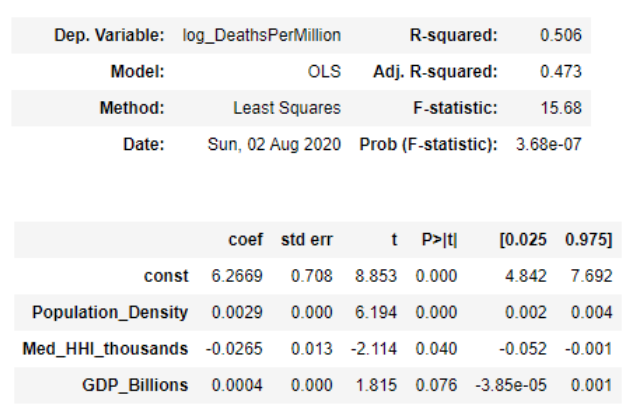 Dep. Variable: log_DeathsPerMillion R-squared: 0.506
Model: OLS Adj. R-squared: 0.473
Method: Least Squares F-statistic: 15.68
Date: Sun, 02 Aug 2020 Prob (F-statistic): 3.68e-07
coef std err t P>|t| [0.025 0.975]
const 6.2669 0.708 8.853 0.000 4.842 7.692
Population_Density 0.0029 0.000 6.194 0.000 0.002 0.004
Med_HHI_thousands -0.0265 0.013 -2.114 0.040 -0.052 -0.001
GDP_Billions 0.0004 0.000 1.815 0.076 -3.85e-05 0.001